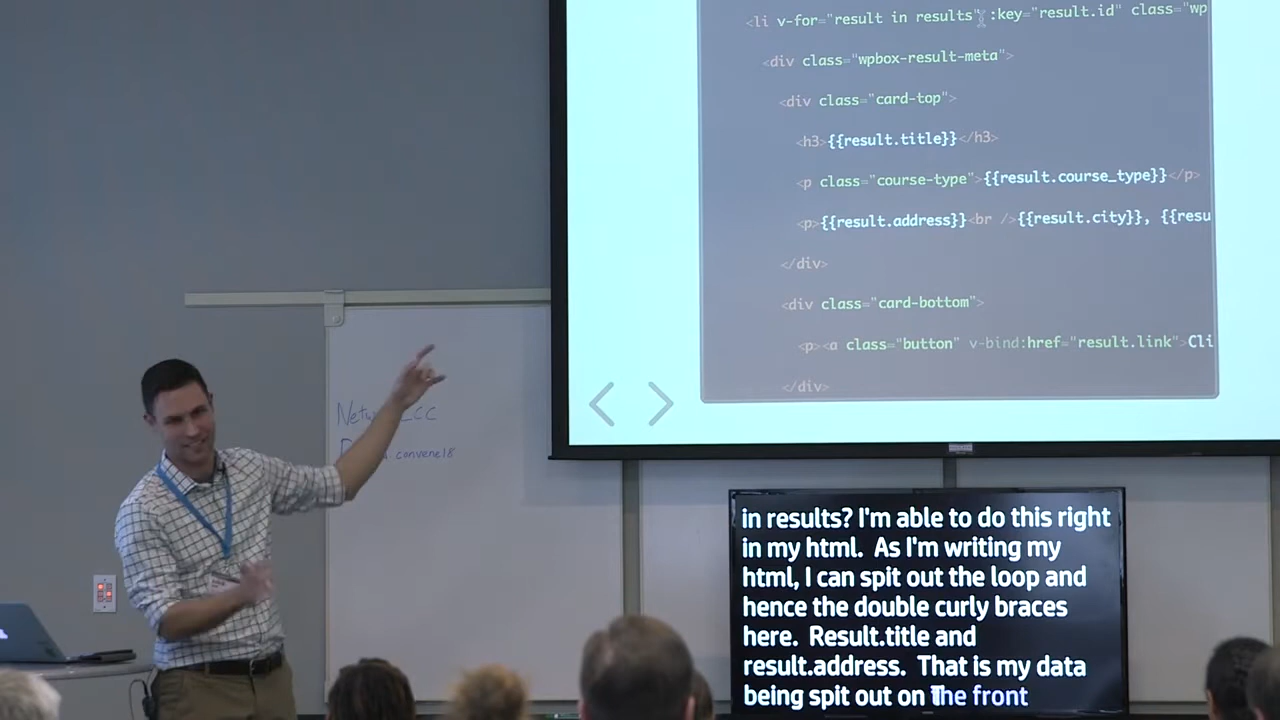 <li v-for="result in results" :key="result.id" class="wp
<div class="wpbox-result-meta">
<div class="card-top">
<h3>{{result.title}}</h3>
<p class="course-type">{{result.course_type}}</p>
<p>{{result.address}}<br />{{result.city}}, {{resu
</div>
<div class="card-bottom">
<p><a class="button" v-bind:href="result.link">Cli
</div>
convene18
in results? I'm able to do this right
in my html.  As I'm writing my
html, I can spit out the loop and
hence the double curly braces
here.  Result.title and
result.address.  That is my data
being spit out on The front